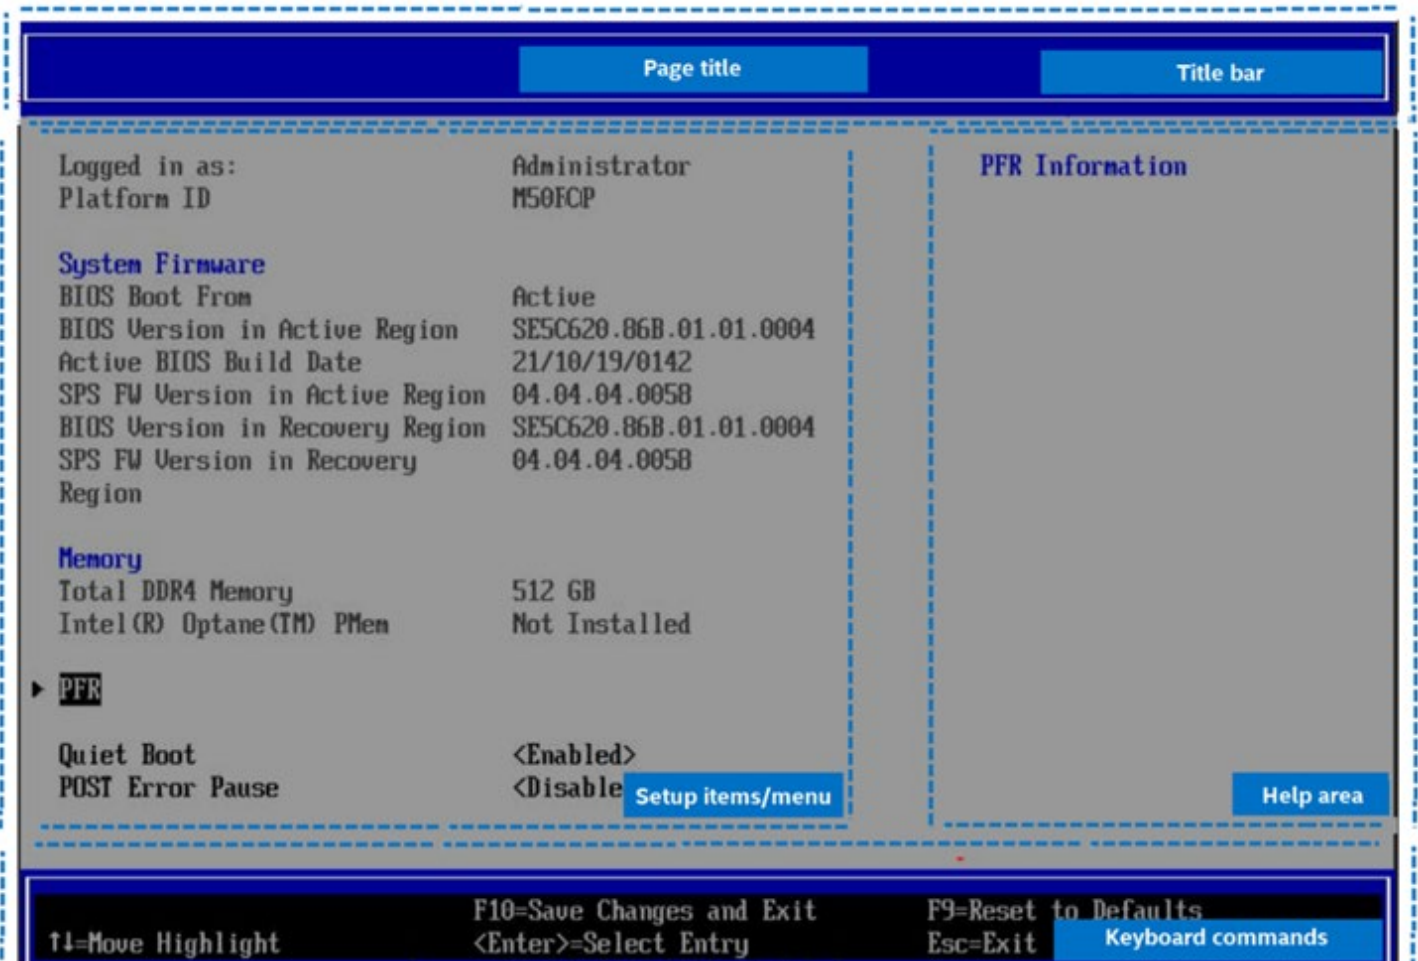 Page title
Title bar
Logged in as: Administrator
Platform ID M50FCP
System Firmware
BIOS Boot From Active
BIOS Version in Active Region SE5C620.86B.01.01.0004
Active BIOS Build Date 21/10/19/0142
SPS FW Version in Active Region 04.04.04.0058
BIOS Version in Recovery Region SE5C620.86B.01.01.0004
SPS FW Version in Recovery 04.04.04.0058
Region
Memory
Total DDR4 Memory 512 GB
Intel(R) Optane(TM) PMem Not Installed
PFR
Quiet Boot <Enabled>
POST Error Pause <Disable
Setup items/menu
PFR Information
Help area
F10=Save Changes and Exit F9=Reset to Defaults
↑↓=Move Highlight <Enter>=Select Entry Esc=Exit
Keyboard commands